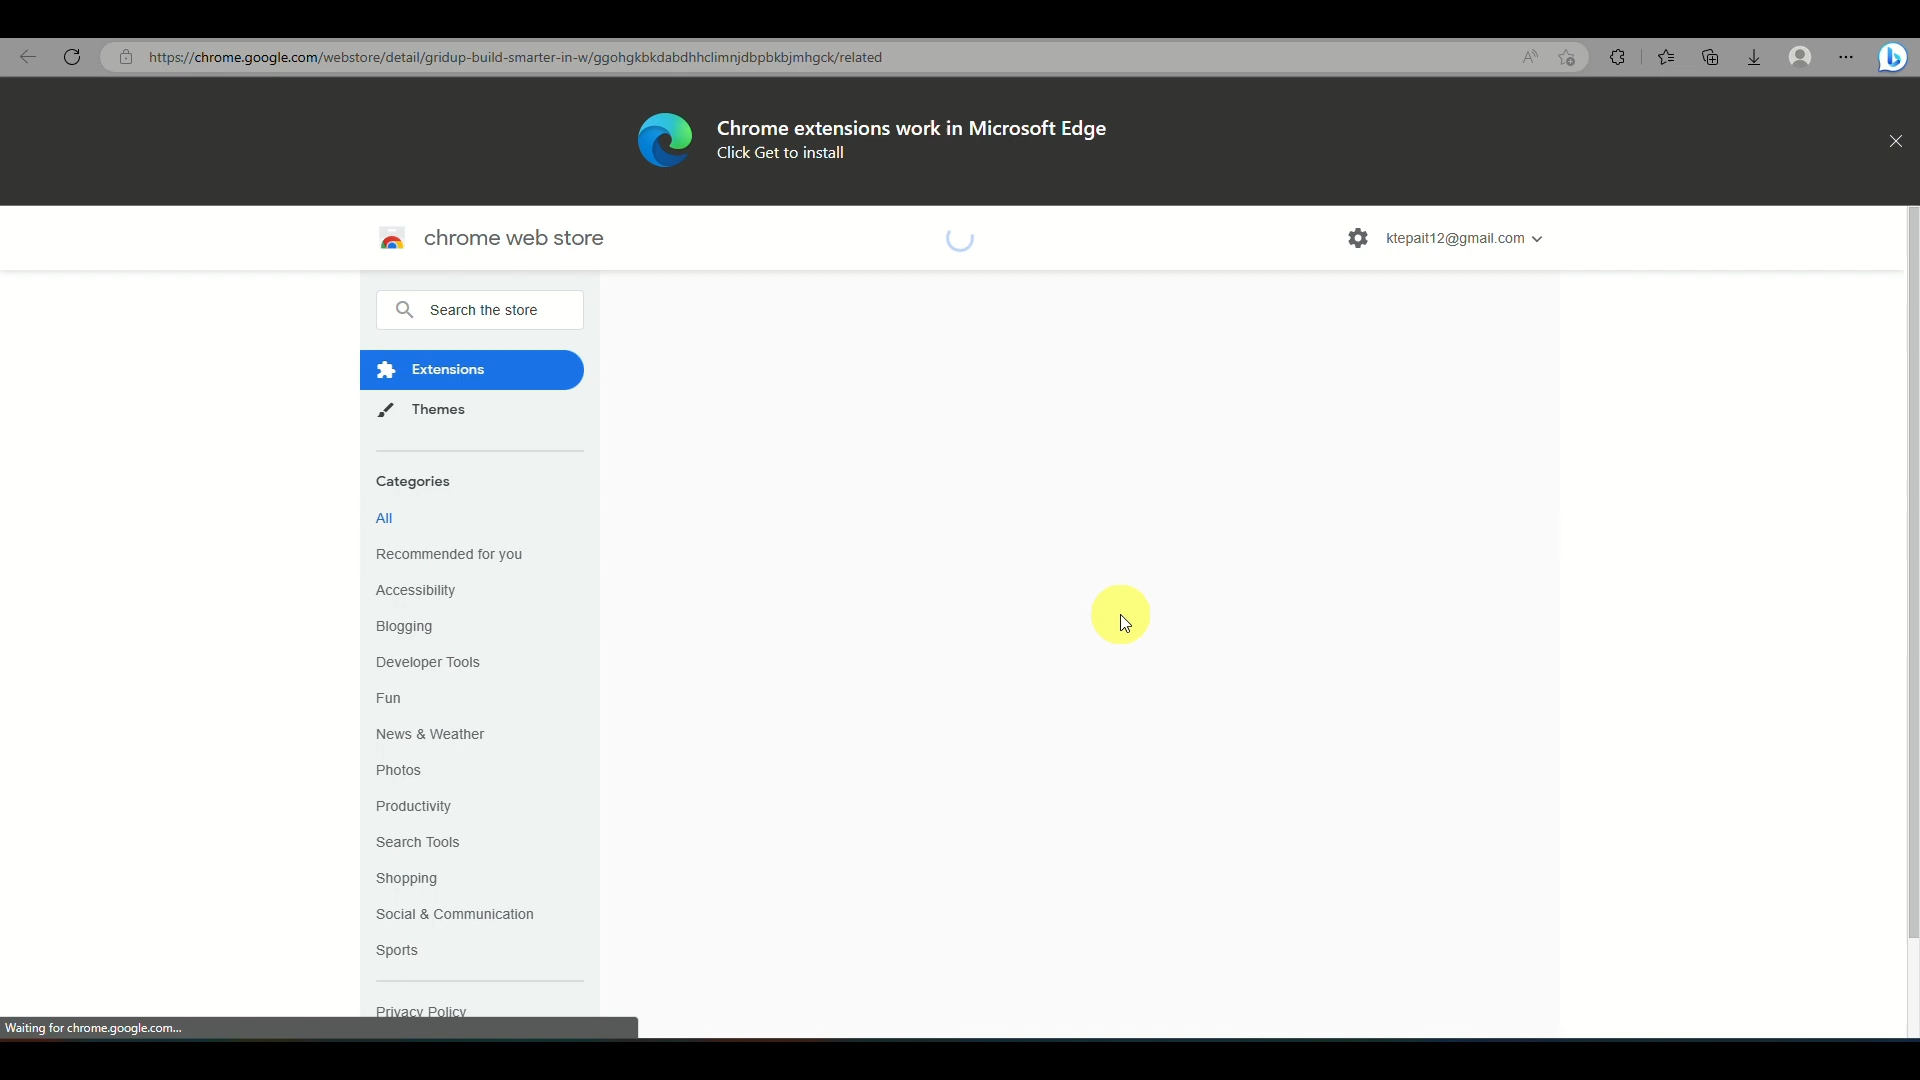 https://chrome.google.com/webstore/detail/gridup-build-smarter-in-w/ggohgkbkdabdhhclimnjdbpbkbjmhgck/related
Chrome extensions work in Microsoft Edge
Click Get to install
chrome web store
ktepait12@gmail.com
Search the store
Extensions
Themes
Categories
All
Recommended for you
Accessibility
Blogging
Developer Tools
Fun
News & Weather
Photos
Productivity
Search Tools
Shopping
Social & Communication
Sports
Privacy Policy
Waiting for chrome.google.com...